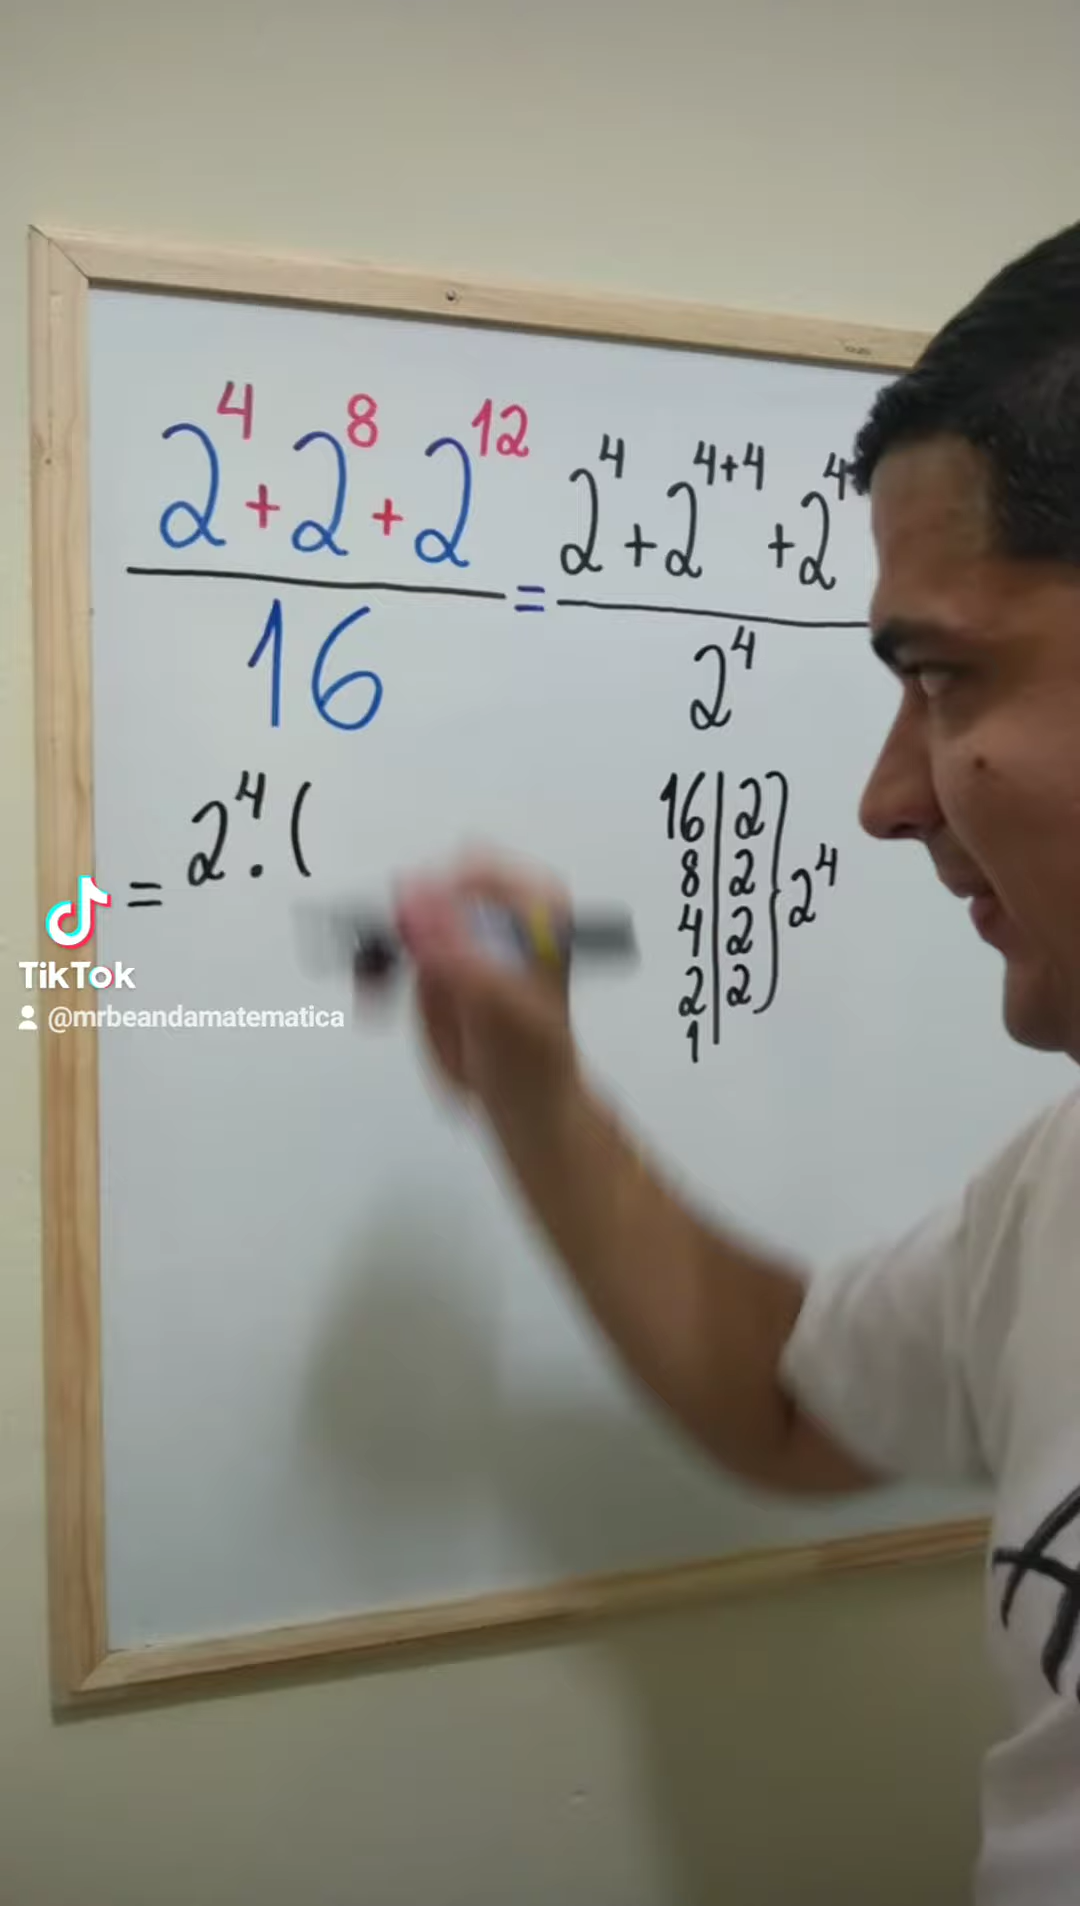 2⁴ + 2⁸ + 2¹² = 2⁴ + 2⁴⁺⁴ + 2⁴
16 2⁴
= 2⁴ . (
16 | 2
8 | 2
4 | 2
2 | 2
1
} 2⁴
TikTok
@mrbeandamatematica